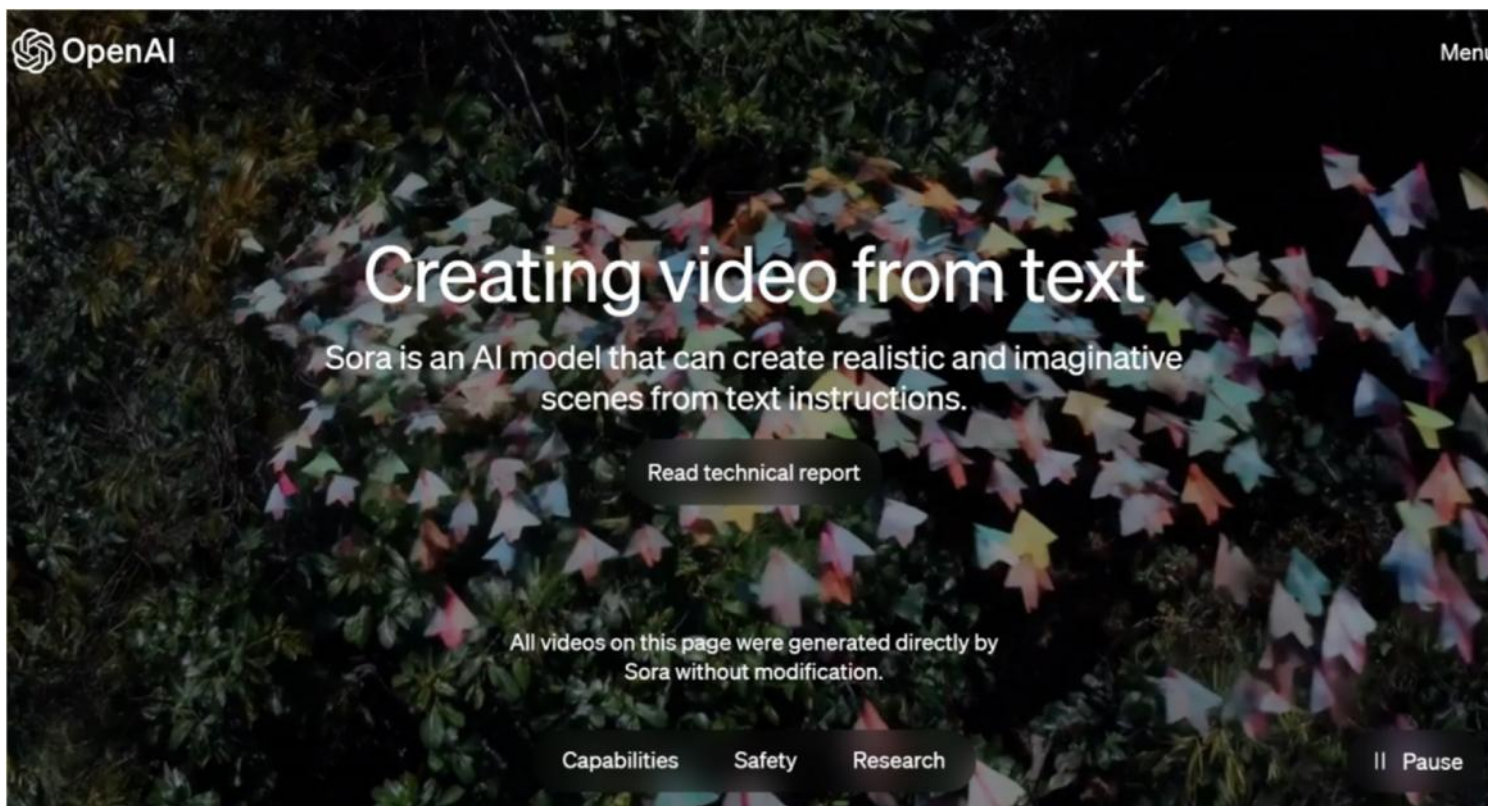 OpenAI
Menu
Creating video from text
Sora is an AI model that can create realistic and imaginative
scenes from text instructions.
Read technical report
All videos on this page were generated directly by
Sora without modification.
Capabilities Safety Research
Pause